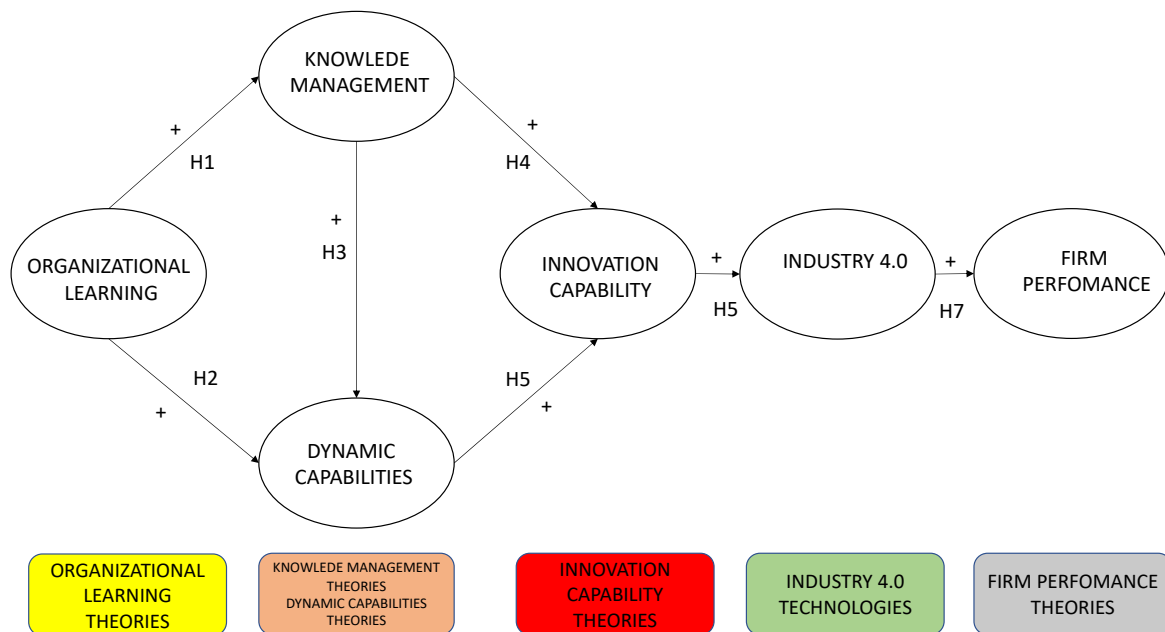 KNOWLEDE
MANAGEMENT
+
H1
+
H4
+
H3
ORGANIZATIONAL
LEARNING
INNOVATION
CAPABILITY
+
H5
INDUSTRY 4.0
+
H7
FIRM
PERFOMANCE
H2
+
H5
+
DYNAMIC
CAPABILITIES
ORGANIZATIONAL
LEARNING
THEORIES
KNOWLEDE MANAGEMENT
THEORIES
DYNAMIC CAPABILITIES
THEORIES
INNOVATION
CAPABILITY
THEORIES
INDUSTRY 4.0
TECHNOLOGIES
FIRM PERFOMANCE
THEORIES